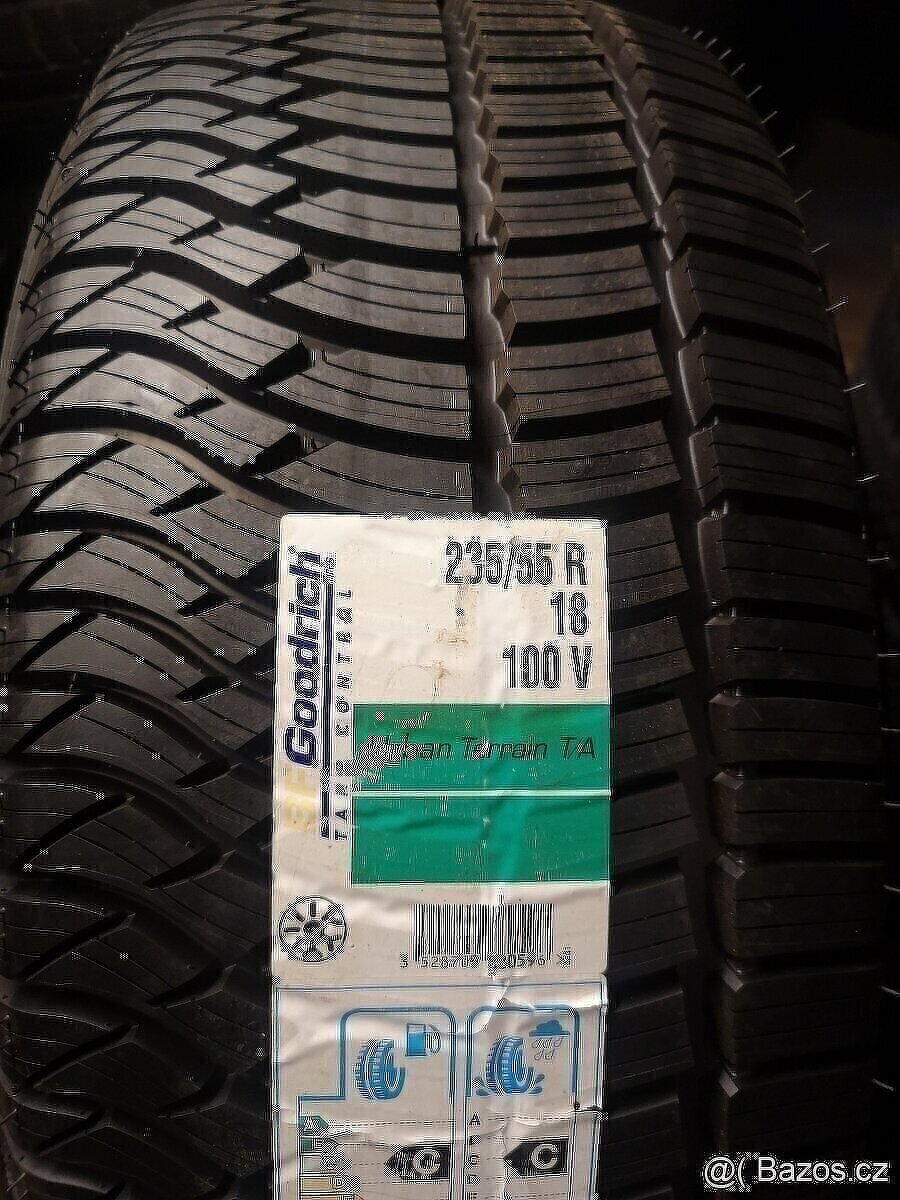 235/55 R
18
100 V
BFGoodrich
TAKE CONTROL
Urban Terrain T/A
C
C
@( Bazos.cz